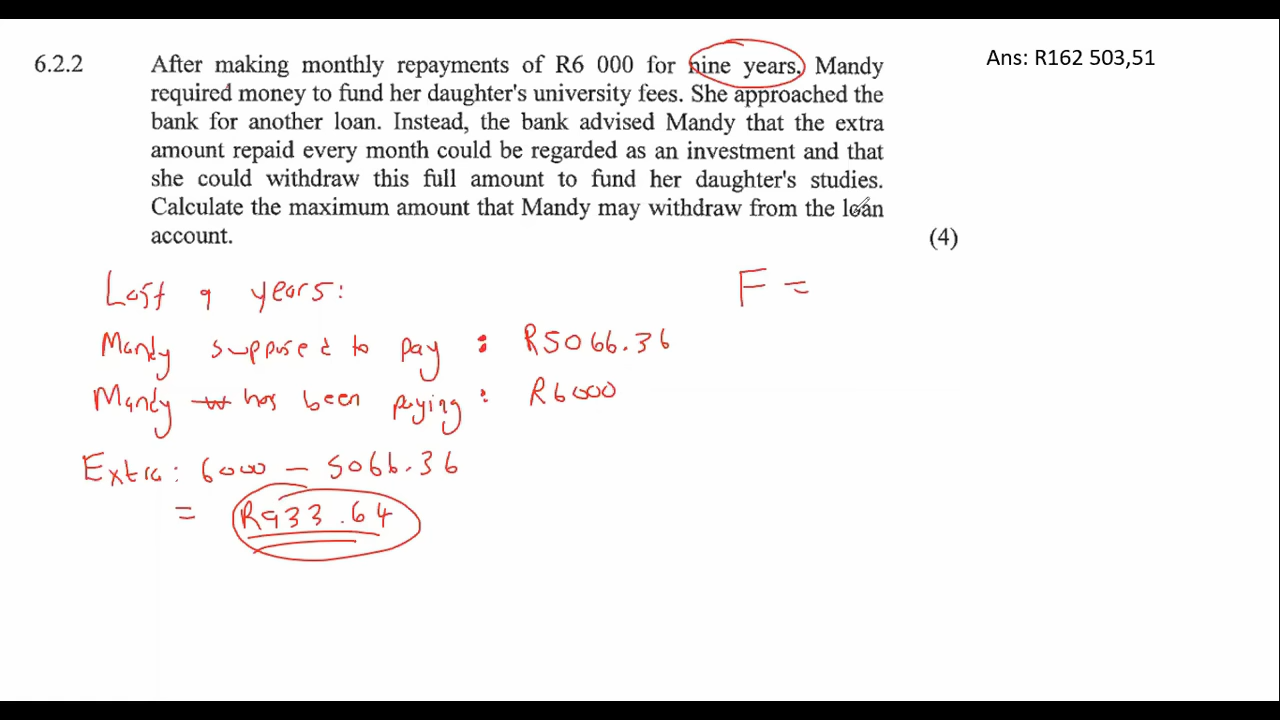 6.2.2 After making monthly repayments of R6 000 for nine years, Mandy
required money to fund her daughter's university fees. She approached the
bank for another loan. Instead, the bank advised Mandy that the extra
amount repaid every month could be regarded as an investment and that
she could withdraw this full amount to fund her daughter's studies.
Calculate the maximum amount that Mandy may withdraw from the loan
account. (4)
Ans: R162 503,51
Last 9 years:
Mandy supposed to pay : R5066.36
Mandy has been paying : R6000
Extra: 6000 - 5066.36
= R933.64
F =